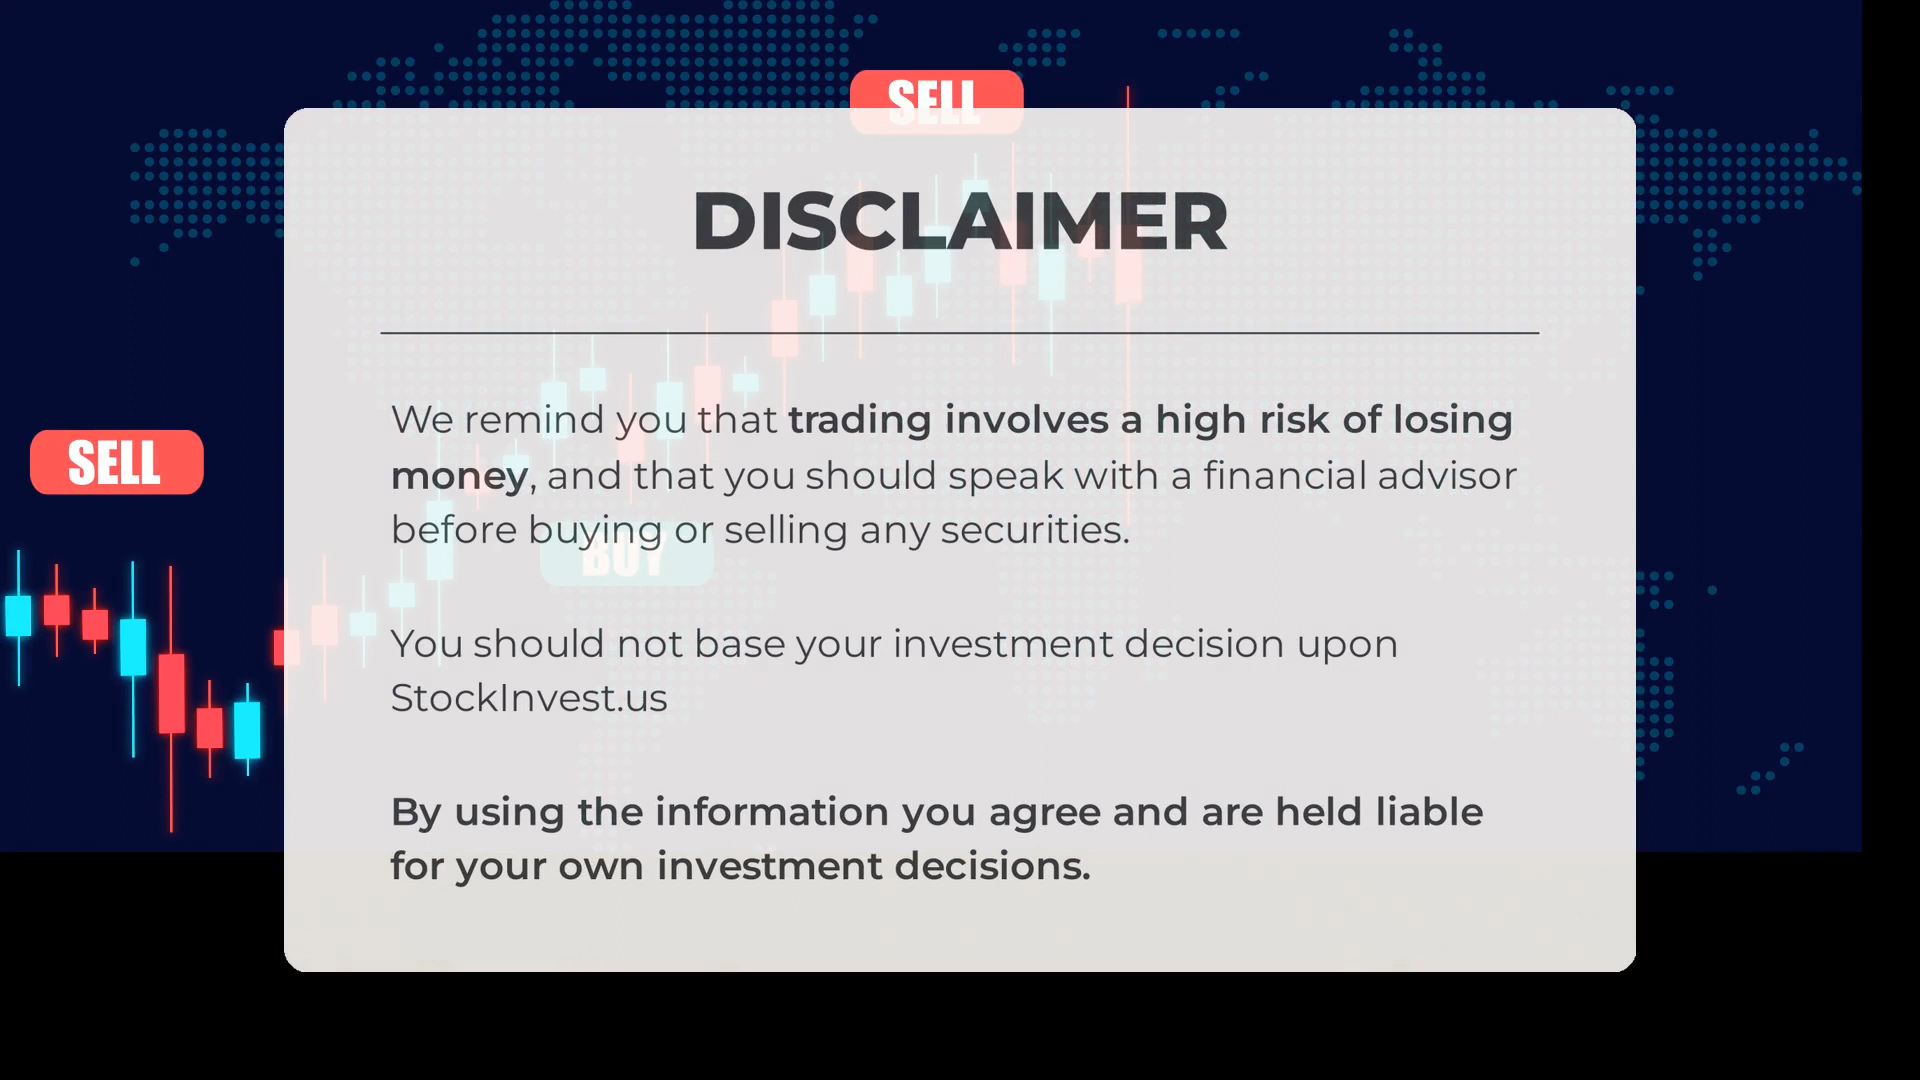 SELL
DISCLAIMER
We remind you that trading involves a high risk of losing
money, and that you should speak with a financial advisor
before buying or selling any securities.
SELL
BUY
You should not base your investment decision upon
StockInvest.us
By using the information you agree and are held liable
for your own investment decisions.